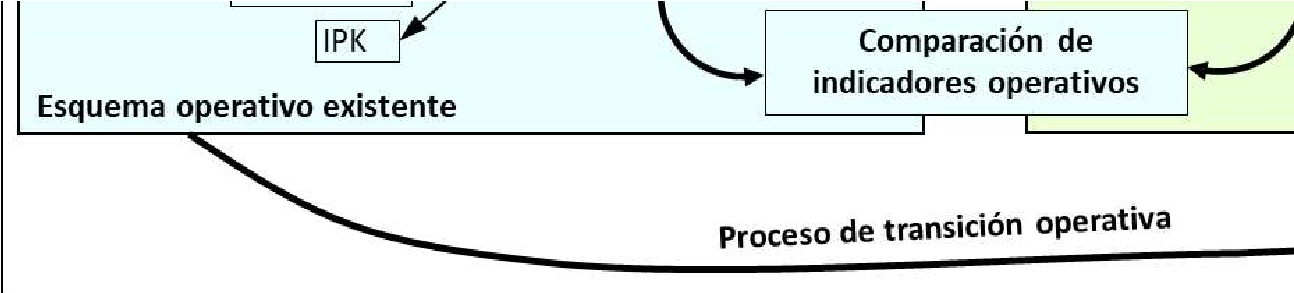 IPK
Comparación de
indicadores operativos
Esquema operativo existente
Proceso de transición operativa